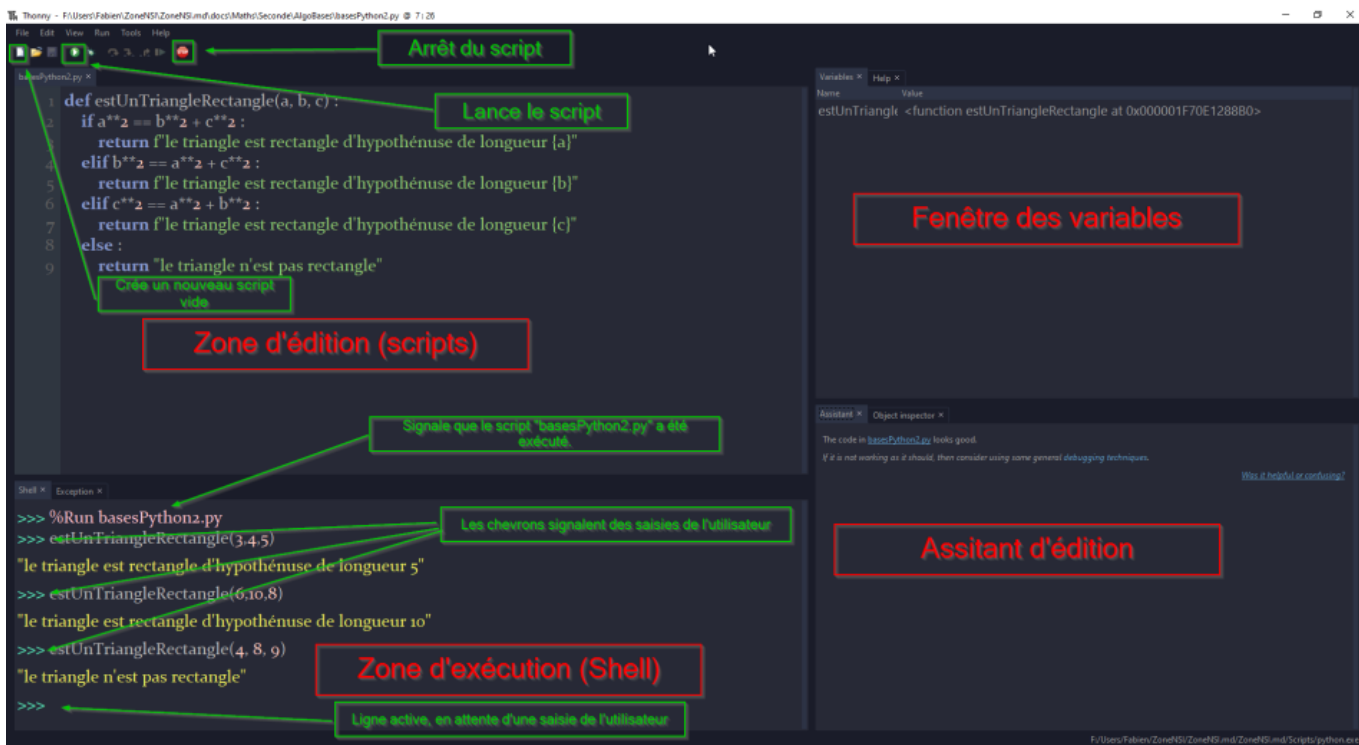 Thonny - F:\Users\Fabien\ZoneNSI\ZoneNSI.md\docs\Maths\Seconde\AlgoBases\basesPython2.py @ 7:26
File Edit View Run Tools Help
Arrêt du script
basesPython2.py ×
Lance le script
1 def estUnTriangleRectangle(a, b, c) :
2 if a**2 == b**2 + c**2 :
return f"le triangle est rectangle d'hypothénuse de longueur {a}"
4 elif b**2 == a**2 + c**2 :
5 return f"le triangle est rectangle d'hypothénuse de longueur {b}"
6 elif c**2 == a**2 + b**2 :
7 return f"le triangle est rectangle d'hypothénuse de longueur {c}"
8 else :
9 return "le triangle n'est pas rectangle"
Crée un nouveau script
vide
Zone d'édition (scripts)
Signale que le script "basesPython2.py" a été
exécuté.
Shell × Exception ×
>>> %Run basesPython2.py
Les chevrons signalent des saisies de l'utilisateur
>>> estUnTriangleRectangle(3,4,5)
"le triangle est rectangle d'hypothénuse de longueur 5"
>>> estUnTriangleRectangle(6,10,8)
"le triangle est rectangle d'hypothénuse de longueur 10"
>>> estUnTriangleRectangle(4, 8, 9)
"le triangle n'est pas rectangle"
Zone d'exécution (Shell)
>>>
Ligne active, en attente d'une saisie de l'utilisateur
Variables × Help ×
Name Value
estUnTriangle <function estUnTriangleRectangle at 0x000001F70E1288B0>
Fenêtre des variables
Assistant × Object inspector ×
The code in basesPython2.py looks good.
If it is not working as it should, then consider using some general debugging techniques.
Was it helpful or confusing?
Assitant d'édition
F:/Users/Fabien/ZoneNSI/ZoneNSI.md/ZoneNSI.md/Scripts/python.exe